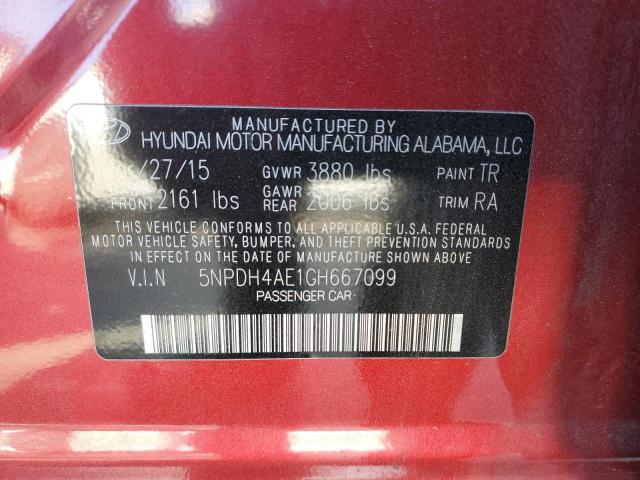 MANUFACTURED BY
HYUNDAI MOTOR MANUFACTURING ALABAMA, LLC
/27/15 GVWR 3880 lbs PAINT TR
FRONT 2161 lbs GAWR REAR 2006 lbs TRIM RA
THIS VEHICLE CONFORMS TO ALL APPLICABLE U.S.A. FEDERAL
MOTOR VEHICLE SAFETY, BUMPER, AND THEFT PREVENTION STANDARDS
IN EFFECT ON THE DATE OF MANUFACTURE SHOWN ABOVE.
V.I.N 5NPDH4AE1GH667099
PASSENGER CAR